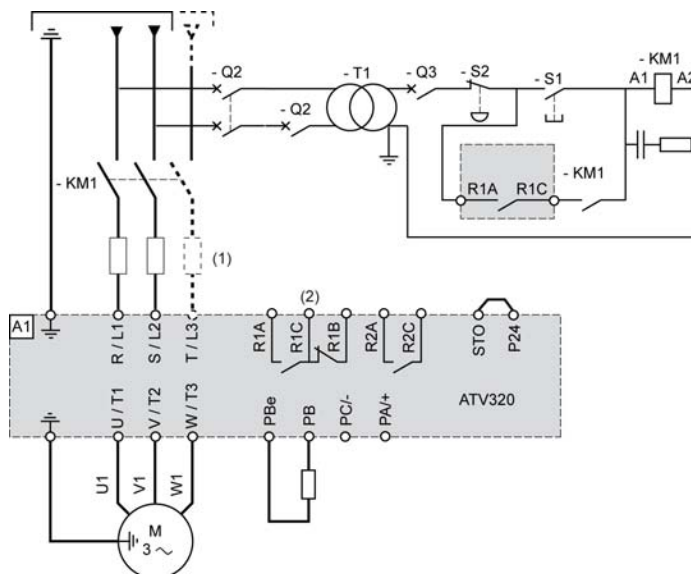 - Q2
- T1
- Q3
- S2
- S1
- KM1
A1
A2
- Q2
- KM1
R1A
R1C
- KM1
(1)
(2)
A1
R / L1
S / L2
T / L3
R1A
R1C
R1B
R2A
R2C
STO
P24
ATV320
U / T1
V / T2
W / T3
PBe
PB
PC/-
PA/+
U1
V1
W1
M
3 ~